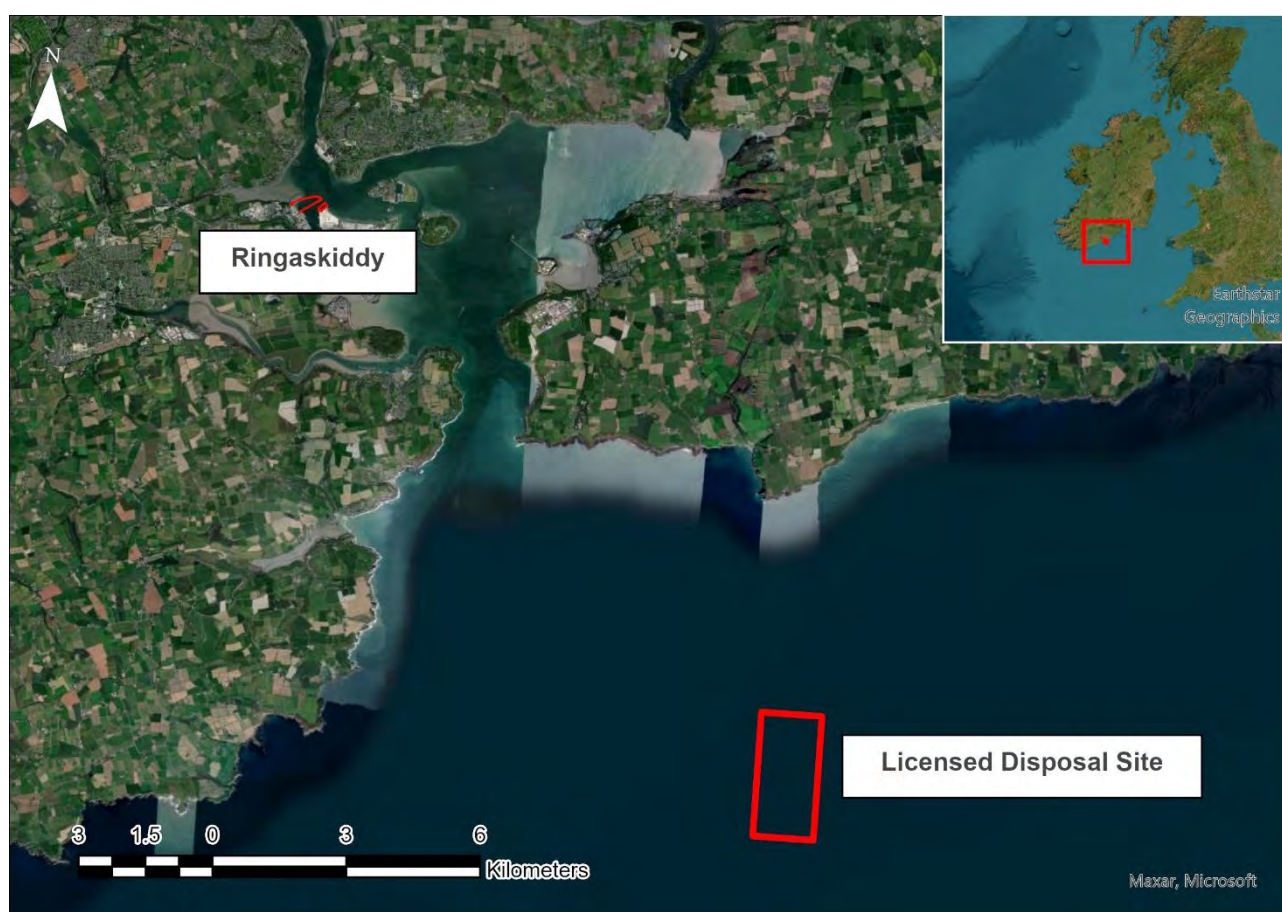 N
Ringaskiddy
Earthstar
Geographics
Licensed Disposal Site
3 1.5 0 3 6
Kilometers
Maxar, Microsoft